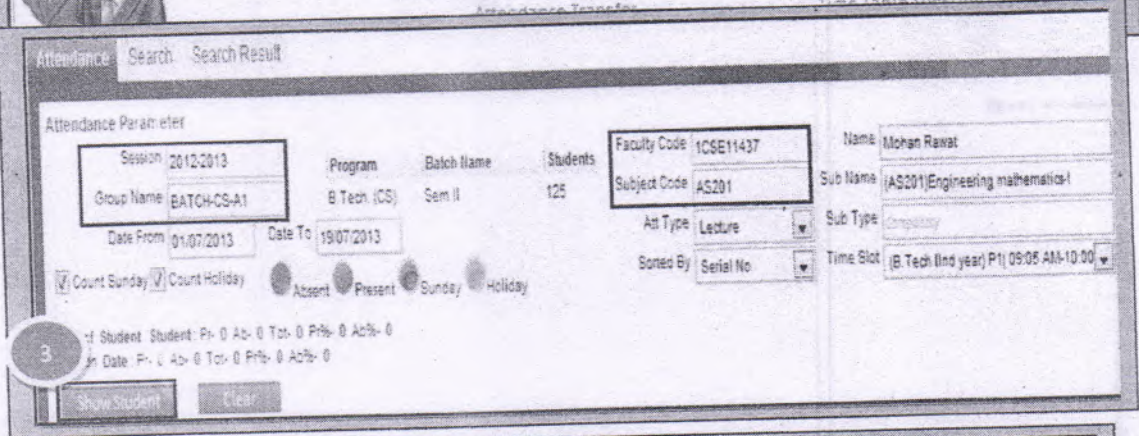 Attendance Transfer
Attendance Search Search Result
Attendance Parameter
Session 2012-2013 Program Batch Name Students Faculty Code 1CSE11437 Name Mohan Rawat
Group Name BATCH-CS-A1 B.Tech. (CS) Sem II 125 Subject Code AS201 Sub Name (AS201)Engineering mathematics-I
Date From 01/07/2013 Date To 19/07/2013 Att Type Lecture Sub Type
Count Sunday Count Holiday Absent Present Sunday Holiday Sorted By Serial No Time Slot (B.Tech IInd year) P1( 09:05 AM-10:00
of Student Student: Pr- 0 Ab- 0 Tot- 0 Pr%- 0 Ab%- 0
3
Date: Pr- 0 Ab- 0 Tot- 0 Pr%- 0 Ab%- 0
Show Student Clear